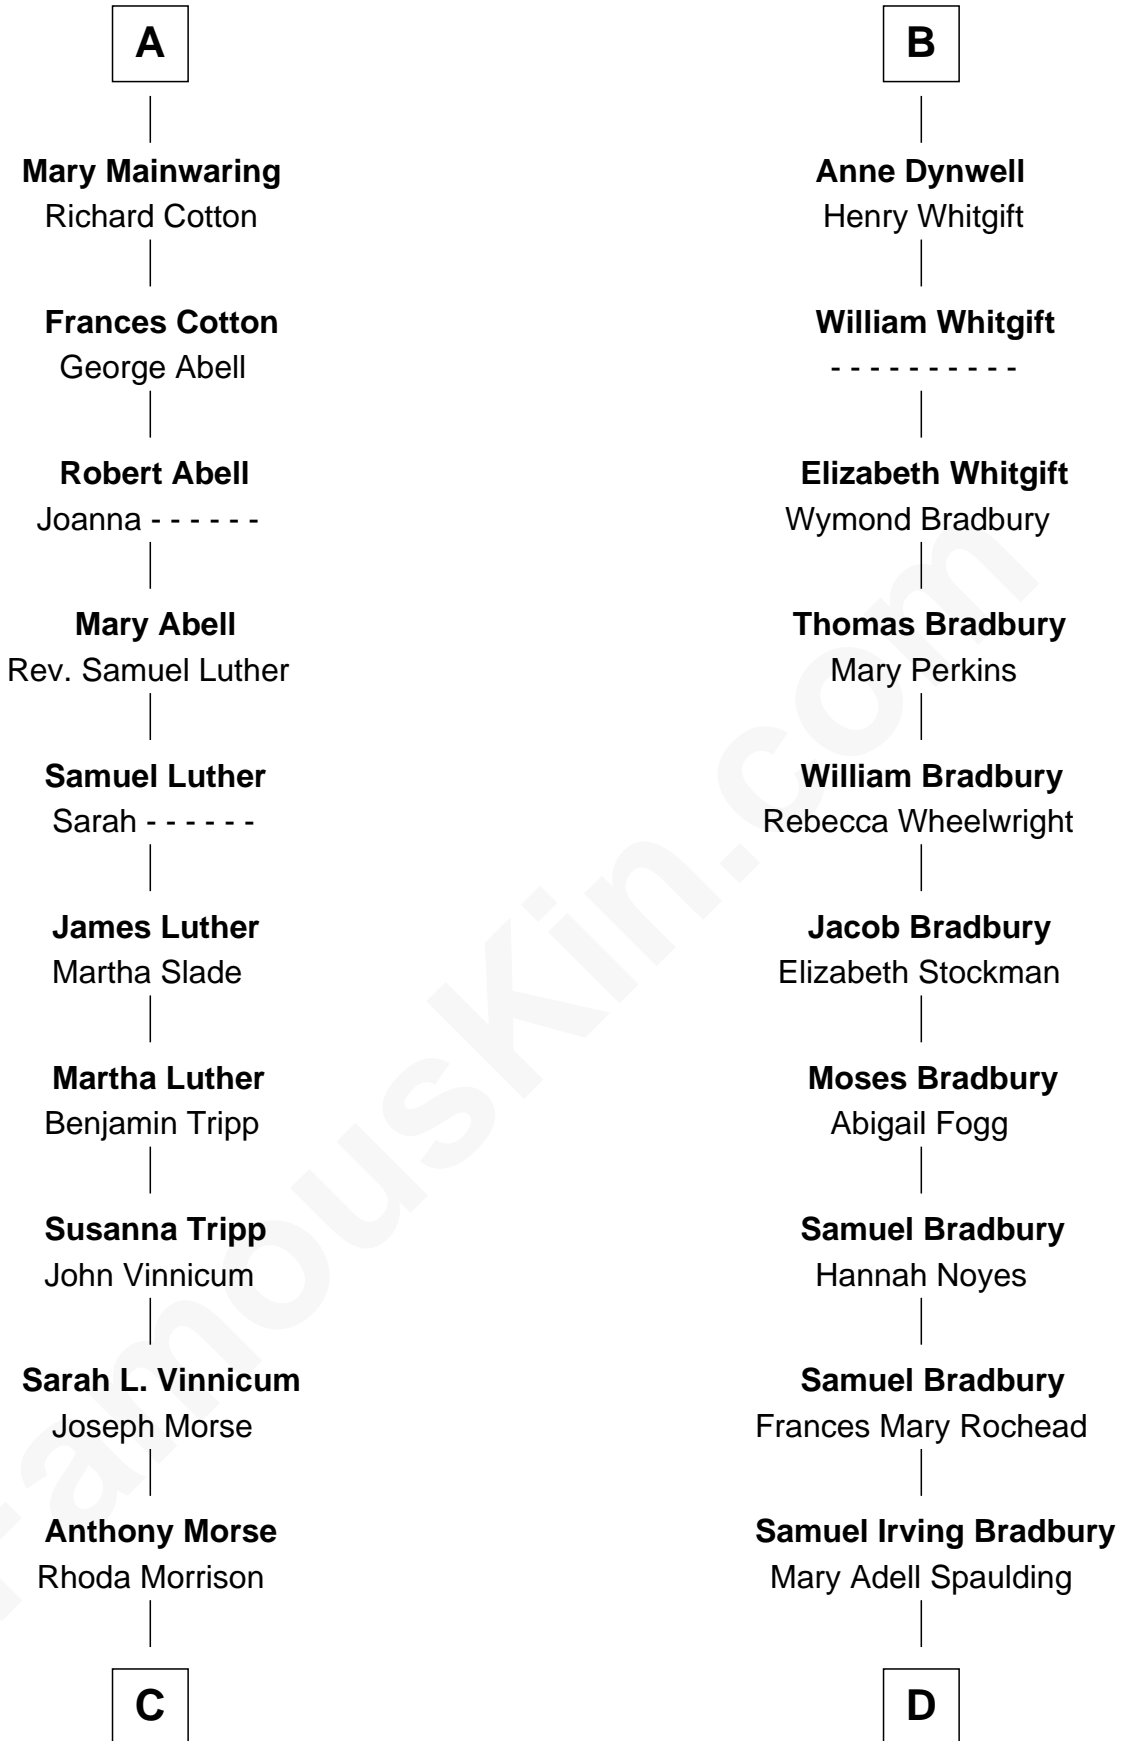 A
Mary Mainwaring
Richard Cotton
Frances Cotton
George Abell
Robert Abell
Joanna - - - - - -
Mary Abell
Rev. Samuel Luther
Samuel Luther
Sarah - - - - - -
James Luther
Martha Slade
Martha Luther
Benjamin Tripp
Susanna Tripp
John Vinnicum
Sarah L. Vinnicum
Joseph Morse
Anthony Morse
Rhoda Morrison
C
B
Anne Dynwell
Henry Whitgift
William Whitgift
- - - - - - - - - -
Elizabeth Whitgift
Wymond Bradbury
Thomas Bradbury
Mary Perkins
William Bradbury
Rebecca Wheelwright
Jacob Bradbury
Elizabeth Stockman
Moses Bradbury
Abigail Fogg
Samuel Bradbury
Hannah Noyes
Samuel Bradbury
Frances Mary Rochead
Samuel Irving Bradbury
Mary Adell Spaulding
D
FamousKin.com